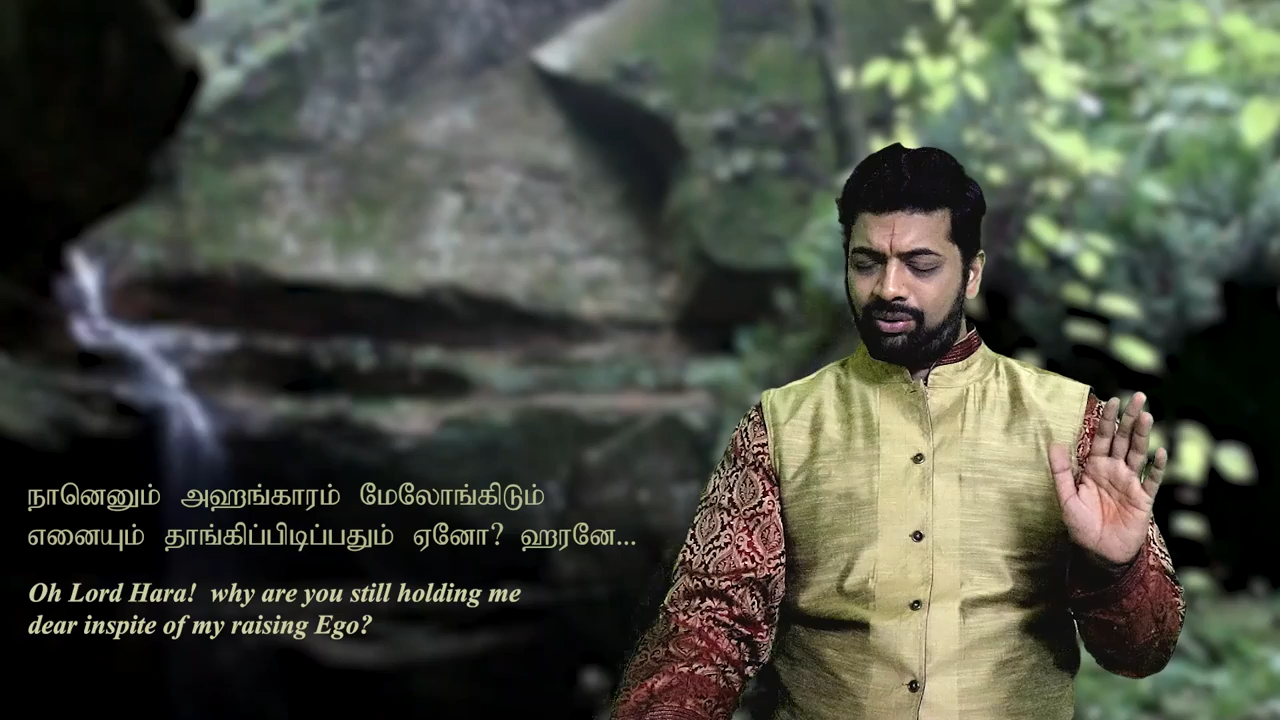 நானெனும் அஹங்காரம் மேலோங்கிடும்
எனையும் தாங்கிப்பிடிப்பதும் ஏனோ? ஹரனே...
Oh Lord Hara! why are you still holding me
dear inspite of my raising Ego?